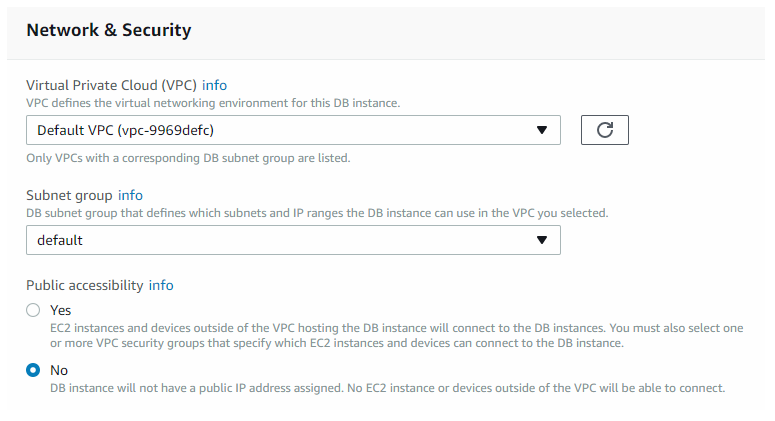 Network & Security
Virtual Private Cloud (VPC) info
VPC defines the virtual networking environment for this DB instance.
Default VPC (vpc-9969defc)
Only VPCs with a corresponding DB subnet group are listed.
Subnet group info
DB subnet group that defines which subnets and IP ranges the DB instance can use in the VPC you selected.
default
Public accessibility info
Yes
EC2 instances and devices outside of the VPC hosting the DB instance will connect to the DB instances. You must also select one
or more VPC security groups that specify which EC2 instances and devices can connect to the DB instance.
No
DB instance will not have a public IP address assigned. No EC2 instance or devices outside of the VPC will be able to connect.